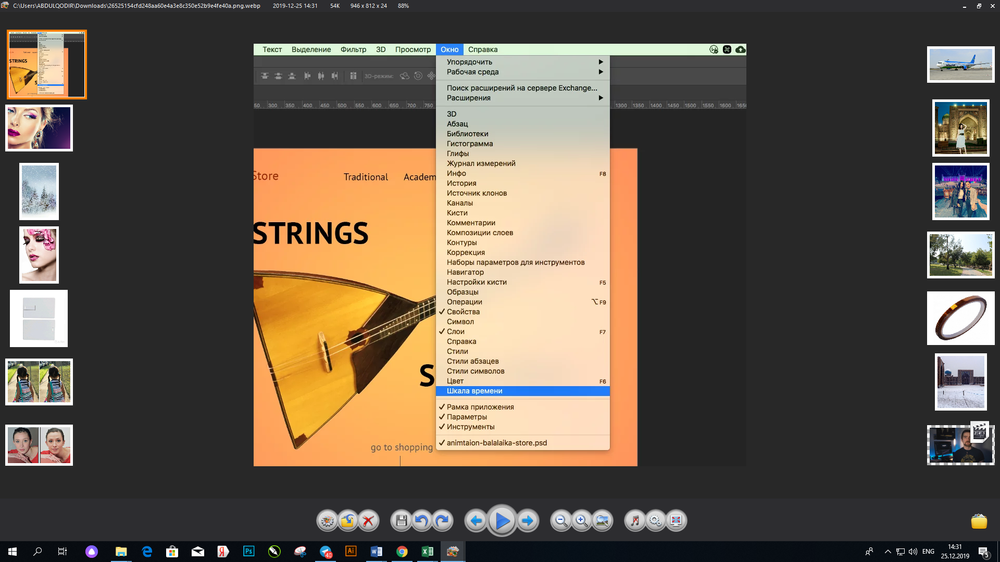 C:\Users\ABDULQODIR\Downloads\26525154cfd248aa60e4a3e8c350e52b9e4fe40a.png.webp 2019-12-25 14:31 54K 946 x 812 x 24 88%
Текст Выделение Фильтр 3D Просмотр Окно Справка
Упорядочить
Рабочая среда
3D-режим:
Поиск расширений на сервере Exchange...
Расширения
50 300 350 400 450 500 550 600 650 700 750 1300 1350 1400 1450 1500 1550 1600 1650
3D
Абзац
Библиотеки
Гистограмма
Глифы
Журнал измерений
Инфо F8
Store Traditional Academ
История
Источник клонов
Каналы
Кисти
Комментарии
STRINGS
Композиции слоев
Контуры
Коррекция
Наборы параметров для инструментов
Навигатор
Настройки кисти F5
Образцы
Операции ⌥ F9
✓ Свойства
Символ
✓ Слои F7
Справка
Стили
Стили абзацев
Стили символов
S
Цвет F6
Шкала времени
✓ Рамка приложения
✓ Параметры
✓ Инструменты
✓ animtaion-balalaika-store.psd
go to shopping
STRINGS
245
Я Ps 40 Ai
ENG
14:31
25.12.2019
5